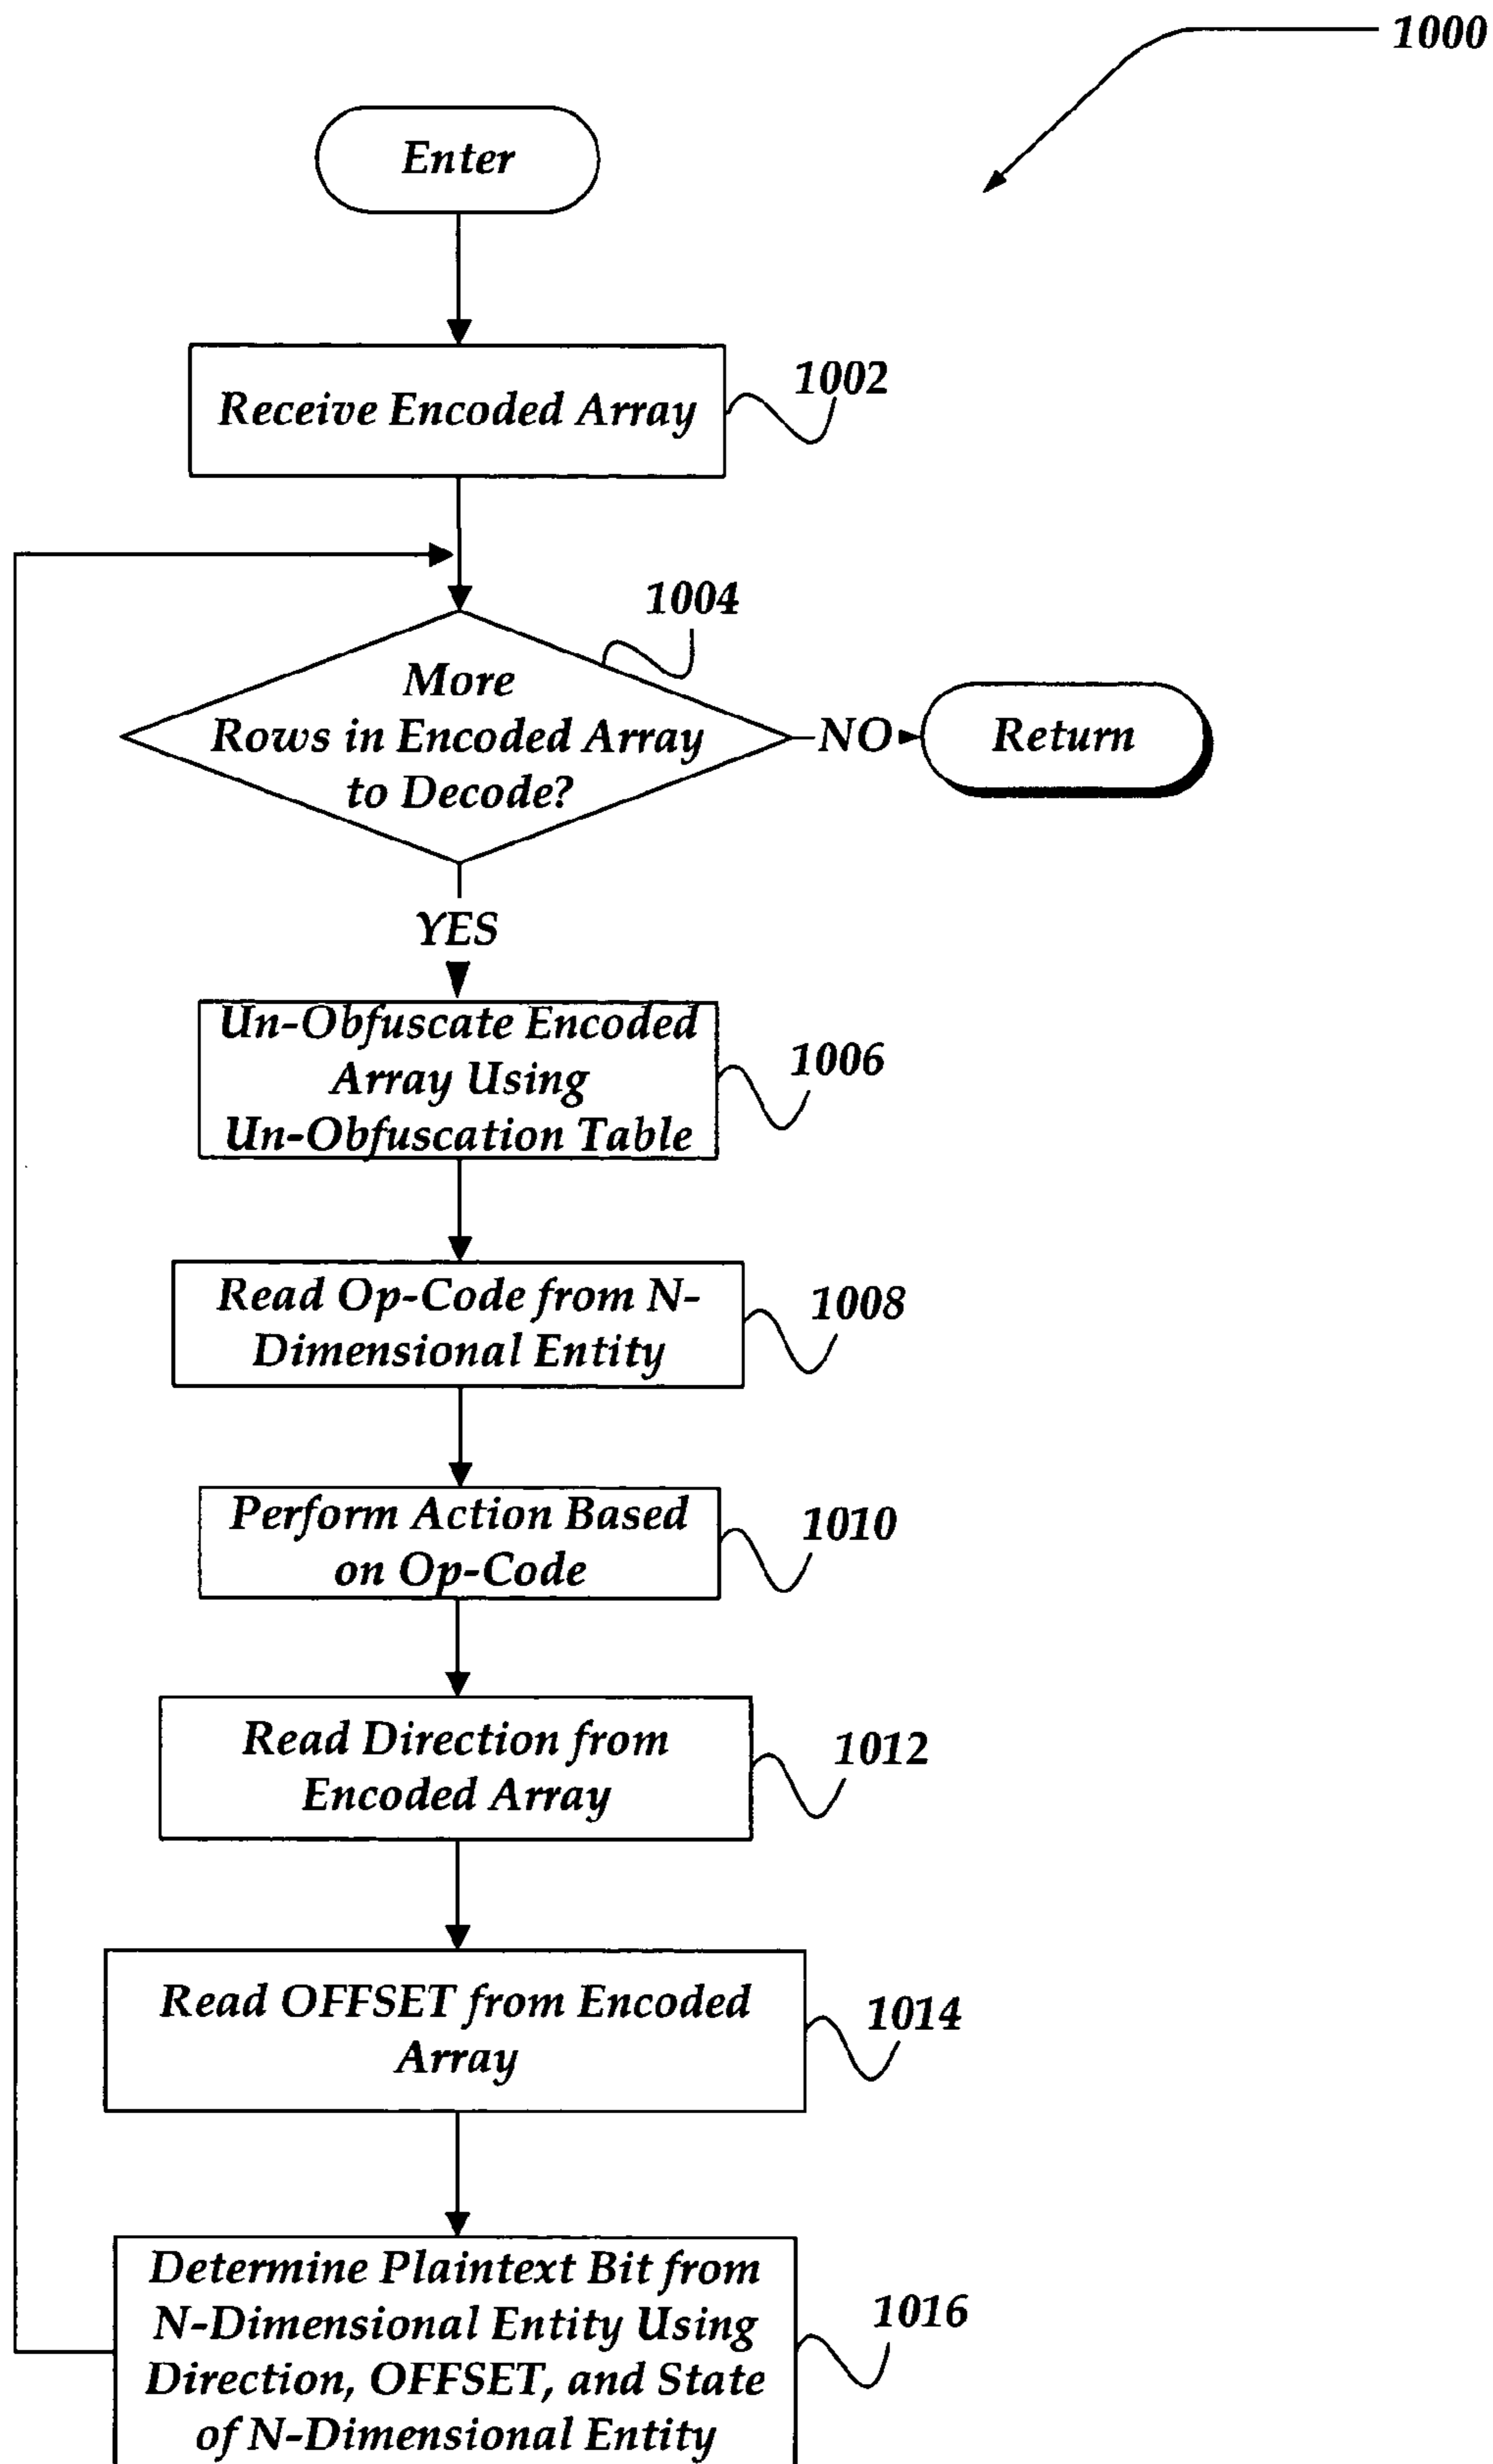 1000
Enter
Receive Encoded Array
1002
1004
More
Rows in Encoded Array
to Decode?
NO
Return
YES
Un-Obfuscate Encoded
Array Using
Un-Obfuscation Table
1006
Read Op-Code from N-
Dimensional Entity
1008
Perform Action Based
on Op-Code
1010
Read Direction from
Encoded Array
1012
Read OFFSET from Encoded
Array
1014
Determine Plaintext Bit from
N-Dimensional Entity Using
Direction, OFFSET, and State
of N-Dimensional Entity
1016